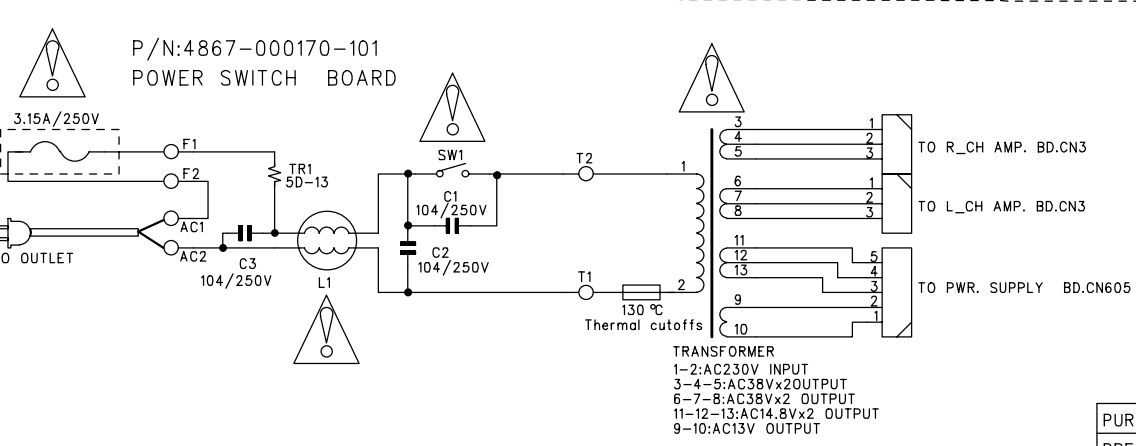 P/N:4867-000170-101
POWER SWITCH BOARD
3.15A/250V
F1
F2
AC1
AC2
O OUTLET
TR1
5D-13
C3
104/250V
L1
SW1
C1
104/250V
C2
104/250V
T2
T1
130 ℃
Thermal cutoffs
1
2
3
4
5
6
7
8
11
12
13
9
10
1
2
3
TO R_CH AMP. BD.CN3
1
2
3
TO L_CH AMP. BD.CN3
5
4
3
2
1
TO PWR. SUPPLY BD.CN605
TRANSFORMER
1-2:AC230V INPUT
3-4-5:AC38Vx2OUTPUT
6-7-8:AC38Vx2 OUTPUT
11-12-13:AC14.8Vx2 OUTPUT
9-10:AC13V OUTPUT
PUR